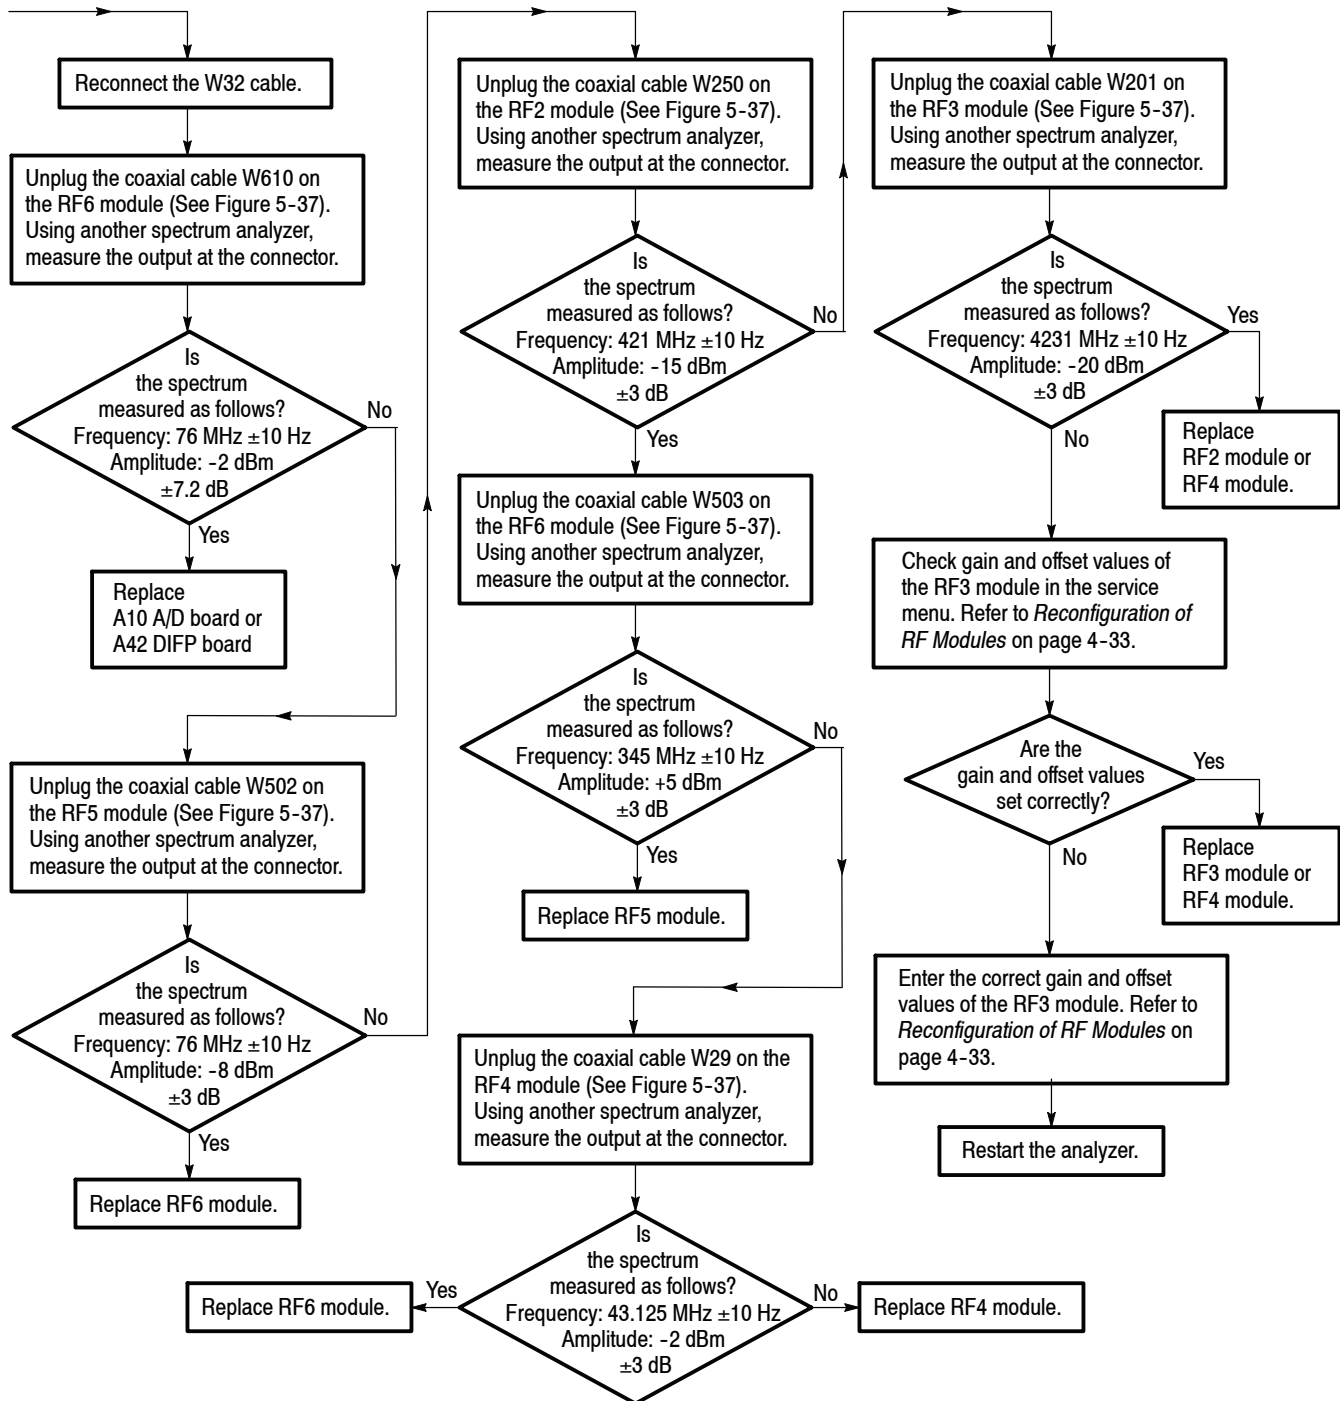 Reconnect the W32 cable.
Unplug the coaxial cable W610 on
the RF6 module (See Figure 5-37).
Using another spectrum analyzer,
measure the output at the connector.
Is
the spectrum
measured as follows?
Frequency: 76 MHz ±10 Hz
Amplitude: -2 dBm
±7.2 dB
No
Yes
Replace
A10 A/D board or
A42 DIFP board
Unplug the coaxial cable W502 on
the RF5 module (See Figure 5-37).
Using another spectrum analyzer,
measure the output at the connector.
Is
the spectrum
measured as follows?
Frequency: 76 MHz ±10 Hz
Amplitude: -8 dBm
±3 dB
No
Yes
Replace RF6 module.
Unplug the coaxial cable W250 on
the RF2 module (See Figure 5-37).
Using another spectrum analyzer,
measure the output at the connector.
Is
the spectrum
measured as follows?
Frequency: 421 MHz ±10 Hz
Amplitude: -15 dBm
±3 dB
No
Yes
Unplug the coaxial cable W503 on
the RF6 module (See Figure 5-37).
Using another spectrum analyzer,
measure the output at the connector.
Is
the spectrum
measured as follows?
Frequency: 345 MHz ±10 Hz
Amplitude: +5 dBm
±3 dB
No
Yes
Replace RF5 module.
Unplug the coaxial cable W29 on the
RF4 module (See Figure 5-37).
Using another spectrum analyzer,
measure the output at the connector.
Is
the spectrum
measured as follows?
Frequency: 43.125 MHz ±10 Hz
Amplitude: -2 dBm
±3 dB
Yes
Replace RF6 module.
No
Replace RF4 module.
Unplug the coaxial cable W201 on
the RF3 module (See Figure 5-37).
Using another spectrum analyzer,
measure the output at the connector.
Is
the spectrum
measured as follows?
Frequency: 4231 MHz ±10 Hz
Amplitude: -20 dBm
±3 dB
Yes
Replace
RF2 module or
RF4 module.
No
Check gain and offset values of
the RF3 module in the service
menu. Refer to Reconfiguration of
RF Modules on page 4-33.
Are the
gain and offset values
set correctly?
Yes
Replace
RF3 module or
RF4 module.
No
Enter the correct gain and offset
values of the RF3 module. Refer to
Reconfiguration of RF Modules on
page 4-33.
Restart the analyzer.